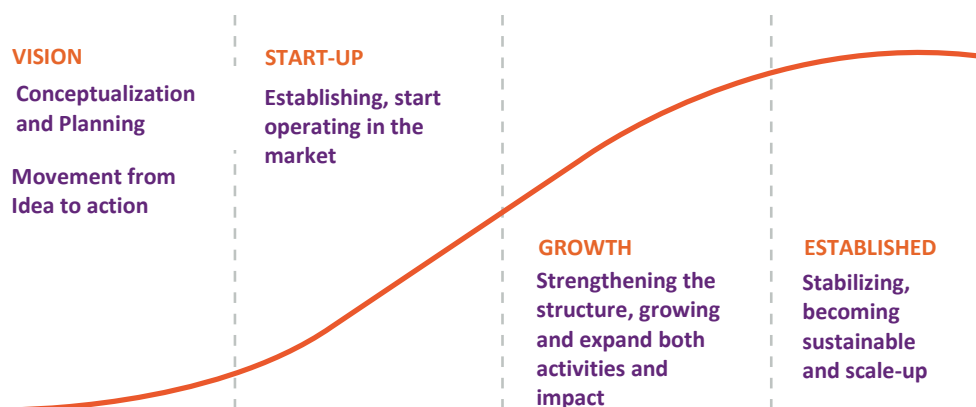 VISION
Conceptualization
and Planning
Movement from
Idea to action
START-UP
Establishing, start
operating in the
market
GROWTH
Strengthening the
structure, growing
and expand both
activities and
impact
ESTABLISHED
Stabilizing,
becoming
sustainable
and scale-up